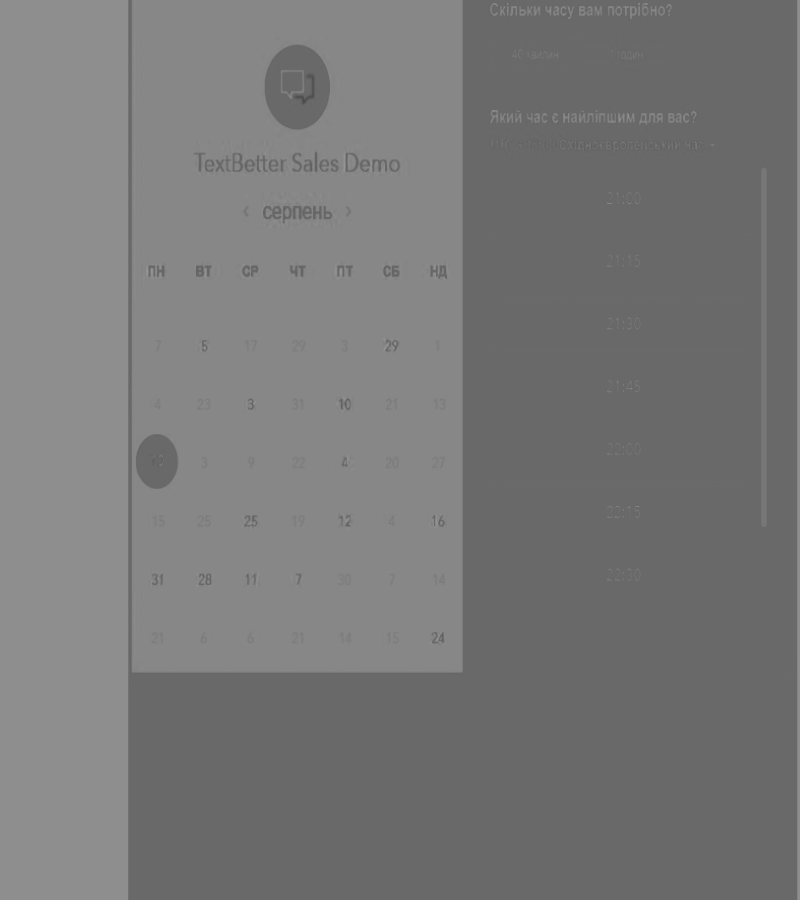 TextBetter Sales Demo
‹ серпень ›
ПН ВТ СР ЧТ ПТ СБ НД
7 5 17 29 3 29 1
4 23 3 31 10 21 13
3 9 22 4 20 27
15 25 25 19 12 4 16
31 28 11 7 30 7 14
21 6 6 21 14 15 24
Скільки часу вам потрібно?
хвилин годин
Який час є найліпшим для вас?
Східноєвропейський час
21:00
21:15
21:30
21:45
22:00
22:15
22:30